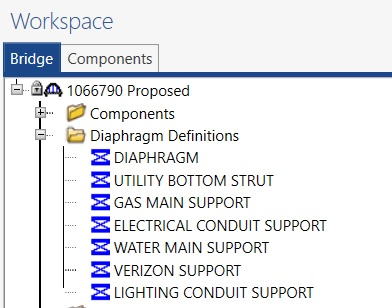 Workspace
Bridge Components
1066790 Proposed
Components
Diaphragm Definitions
DIAPHRAGM
UTILITY BOTTOM STRUT
GAS MAIN SUPPORT
ELECTRICAL CONDUIT SUPPORT
WATER MAIN SUPPORT
VERIZON SUPPORT
LIGHTING CONDUIT SUPPORT